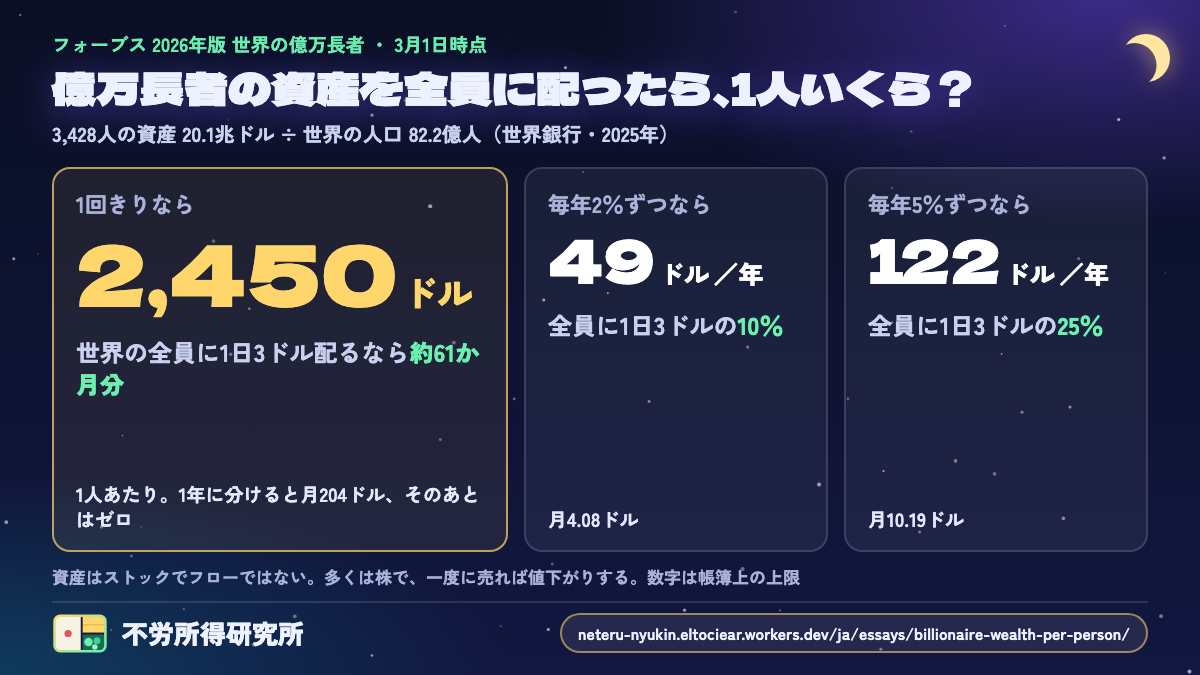 フォーブス 2026年版 世界の億万長者 ・ 3月1日時点
億万長者の資産を全員に配ったら、1人いくら？
3,428人の資産 20.1兆ドル ÷ 世界の人口 82.2億人（世界銀行・2025年）
1回きりなら
2,450 ドル
世界の全員に1日3ドル配るなら約61か
月分
1人あたり。1年に分けると月204ドル、そのあと
はゼロ
毎年2%ずつなら
49 ドル／年
全員に1日3ドルの10%
月4.08ドル
毎年5%ずつなら
122 ドル／年
全員に1日3ドルの25%
月10.19ドル
資産はストックでフローではない。多くは株で、一度に売れば値下がりする。数字は帳簿上の上限
不労所得研究所
neteru-nyukin.eltociear.workers.dev/ja/essays/billionaire-wealth-per-person/